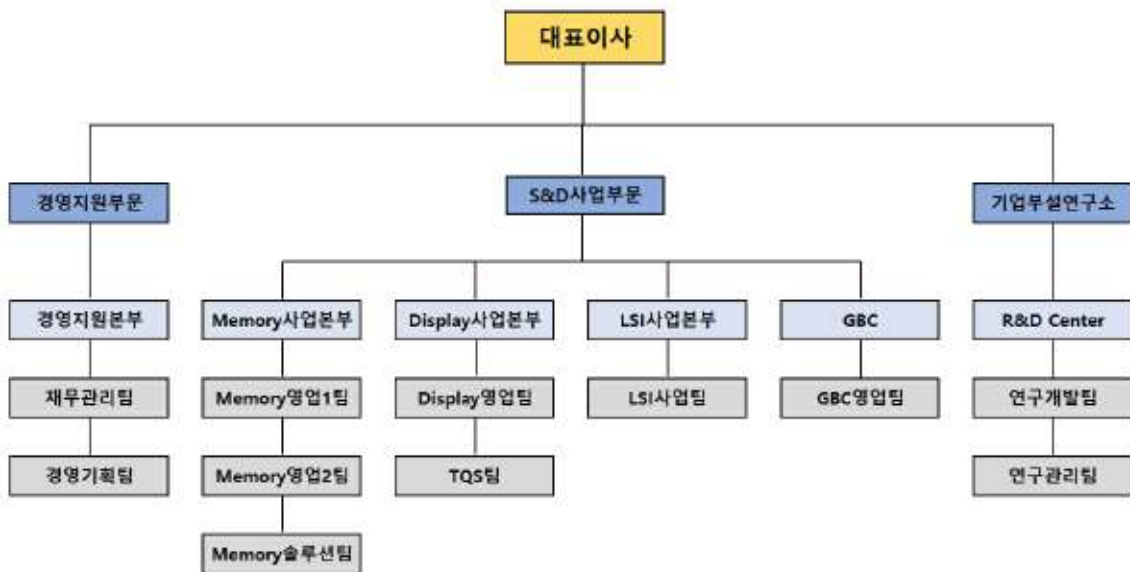 대표이사
경영지원부문
S&D사업부문
기업부설연구소
경영지원본부
Memory사업본부
Display사업본부
LSI사업본부
GBC
R&D Center
재무관리팀
Memory영업1팀
Display영업팀
LSI사업팀
GBC영업팀
연구개발팀
경영기획팀
Memory영업2팀
TQS팀
연구관리팀
Memory솔루션팀